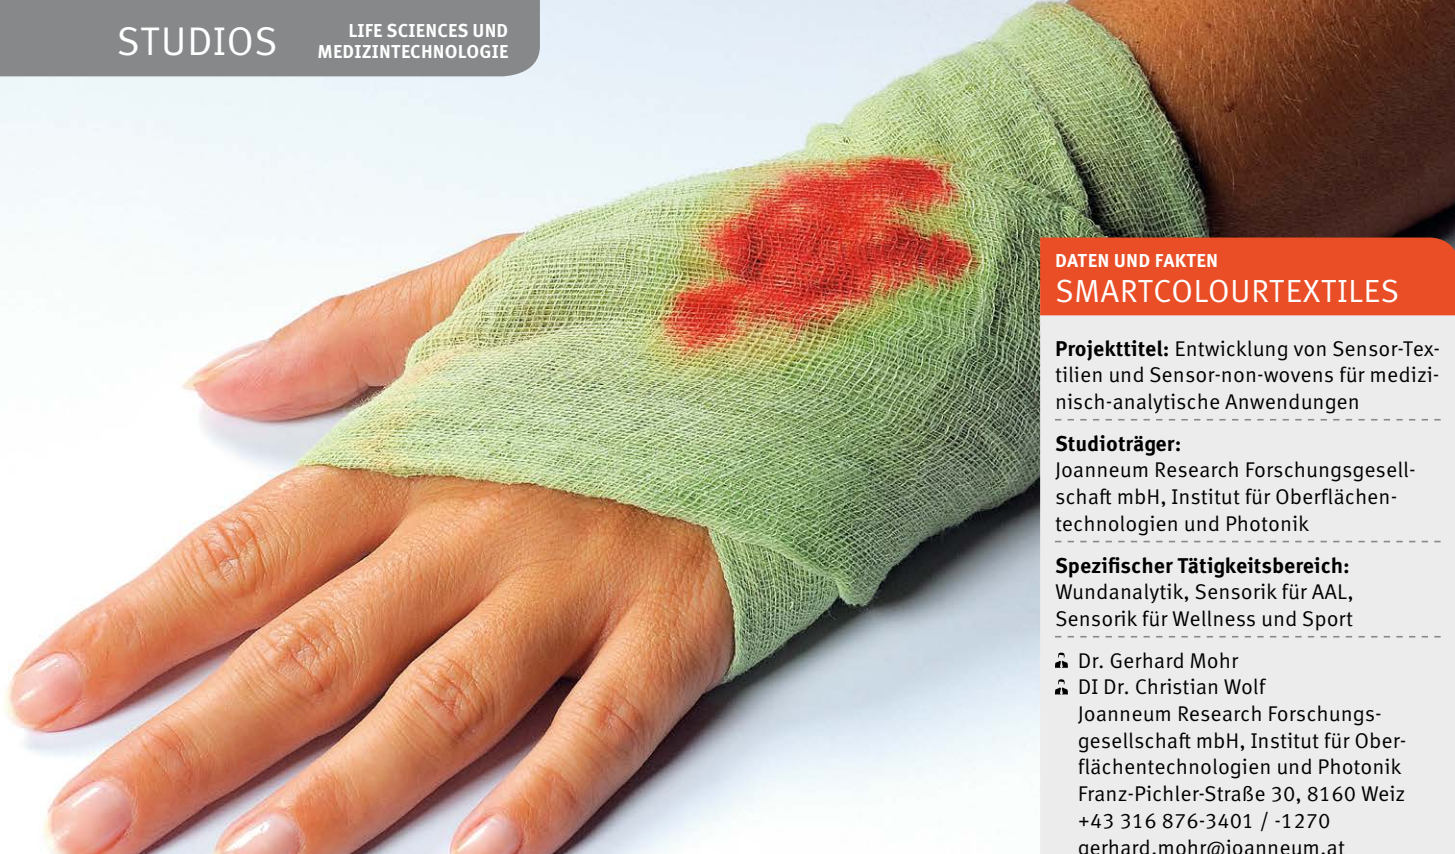 STUDIOS
LIFE SCIENCES UND
MEDIZINTECHNOLOGIE
DATEN UND FAKTEN
SMARTCOLOURTEXTILES
Projekttitel: Entwicklung von Sensor-Tex-
tilien und Sensor-non-wovens für medizi-
nisch-analytische Anwendungen
Studioträger:
Joanneum Research Forschungsgesell-
schaft mbH, Institut für Oberflächen-
technologien und Photonik
Spezifischer Tätigkeitsbereich:
Wundanalytik, Sensorik für AAL,
Sensorik für Wellness und Sport
Dr. Gerhard Mohr
DI Dr. Christian Wolf
Joanneum Research Forschungs-
gesellschaft mbH, Institut für Ober-
flächentechnologien und Photonik
Franz-Pichler-Straße 30, 8160 Weiz
+43 316 876-3401 / -1270
gerhard.mohr@joanneum.at